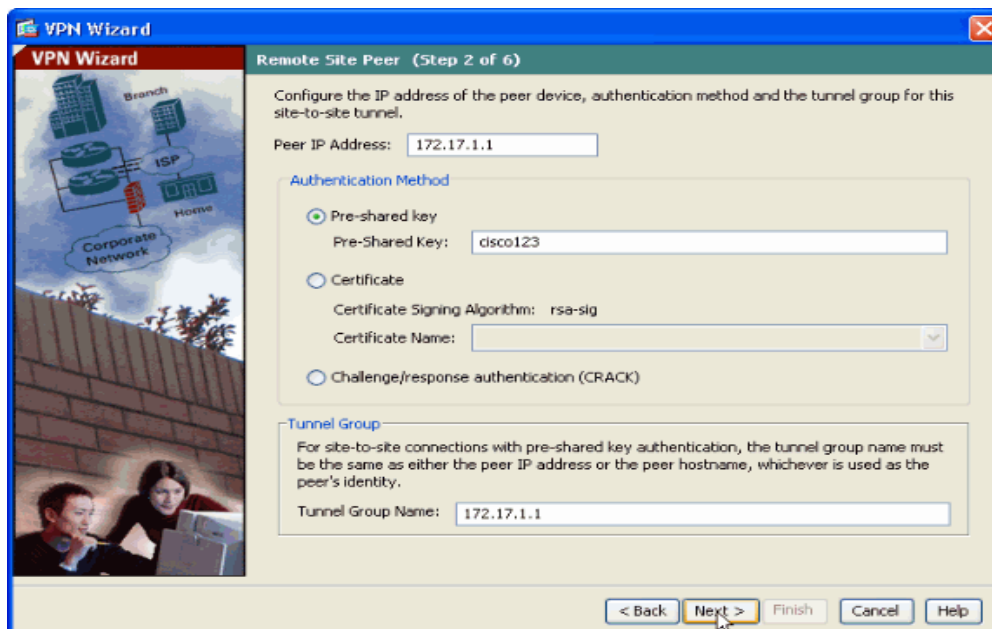 VPN Wizard
VPN Wizard
Branch
ISP
Home
Corporate
Network
Remote Site Peer (Step 2 of 6)
Configure the IP address of the peer device, authentication method and the tunnel group for this
site-to-site tunnel.
Peer IP Address: 172.17.1.1
Authentication Method
Pre-shared key
Pre-Shared Key: cisco123
Certificate
Certificate Signing Algorithm: rsa-sig
Certificate Name:
Challenge/response authentication (CRACK)
Tunnel Group
For site-to-site connections with pre-shared key authentication, the tunnel group name must
be the same as either the peer IP address or the peer hostname, whichever is used as the
peer's identity.
Tunnel Group Name: 172.17.1.1
< Back Next > Finish Cancel Help